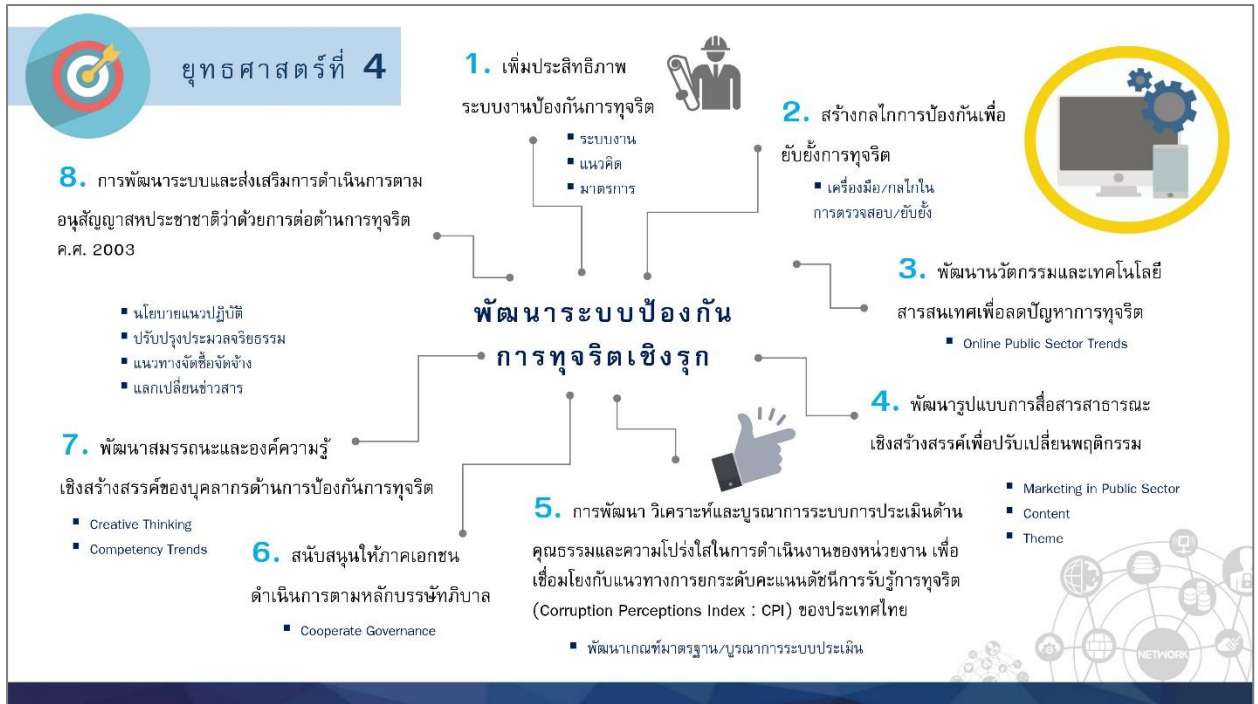 ยุทธศาสตร์ที่ 4
1. เพิ่มประสิทธิภาพ
ระบบงานป้องกันการทุจริต
▪ ระบบงาน
▪ แนวคิด
▪ มาตรการ
2. สร้างกลไกการป้องกันเพื่อ
ยับยั้งการทุจริต
▪ เครื่องมือ/กลไกใน
การตรวจสอบ/ยับยั้ง
3. พัฒนานวัตกรรมและเทคโนโลยี
สารสนเทศเพื่อลดปัญหาการทุจริต
▪ Online Public Sector Trends
พัฒนาระบบป้องกัน
การทุจริตเชิงรุก
4. พัฒนารูปแบบการสื่อสารสาธารณะ
เชิงสร้างสรรค์เพื่อปรับเปลี่ยนพฤติกรรม
▪ Marketing in Public Sector
▪ Content
▪ Theme
5. การพัฒนา วิเคราะห์และบูรณาการระบบการประเมินด้าน
คุณธรรมและความโปร่งใสในการดำเนินงานของหน่วยงาน เพื่อ
เชื่อมโยงกับแนวทางการยกระดับคะแนนดัชนีการรับรู้การทุจริต
(Corruption Perceptions Index : CPI) ของประเทศไทย
▪ พัฒนาเกณฑ์มาตรฐาน/บูรณาการระบบประเมิน
6. สนับสนุนให้ภาคเอกชน
ดำเนินการตามหลักบรรษัทภิบาล
▪ Cooperate Governance
7. พัฒนาสมรรถนะและองค์ความรู้
เชิงสร้างสรรค์ของบุคลากรด้านการป้องกันการทุจริต
▪ Creative Thinking
▪ Competency Trends
8. การพัฒนาระบบและส่งเสริมการดำเนินการตาม
อนุสัญญาสหประชาชาติว่าด้วยการต่อต้านการทุจริต
ค.ศ. 2003
▪ นโยบายแนวปฏิบัติ
▪ ปรับปรุงประมวลจริยธรรม
▪ แนวทางจัดซื้อจัดจ้าง
▪ แลกเปลี่ยนข่าวสาร
NETWORK